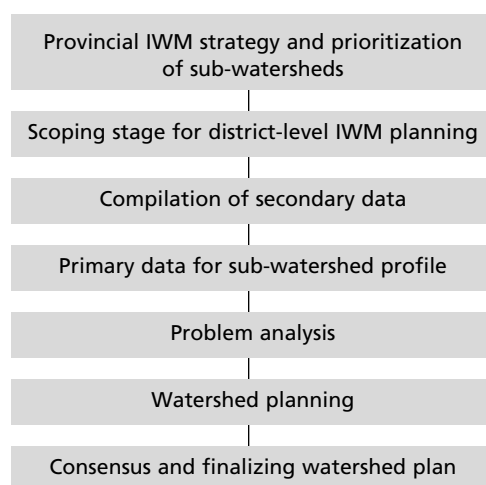 Provincial IWM strategy and prioritization
of sub-watersheds
Scoping stage for district-level IWM planning
Compilation of secondary data
Primary data for sub-watershed profile
Problem analysis
Watershed planning
Consensus and finalizing watershed plan